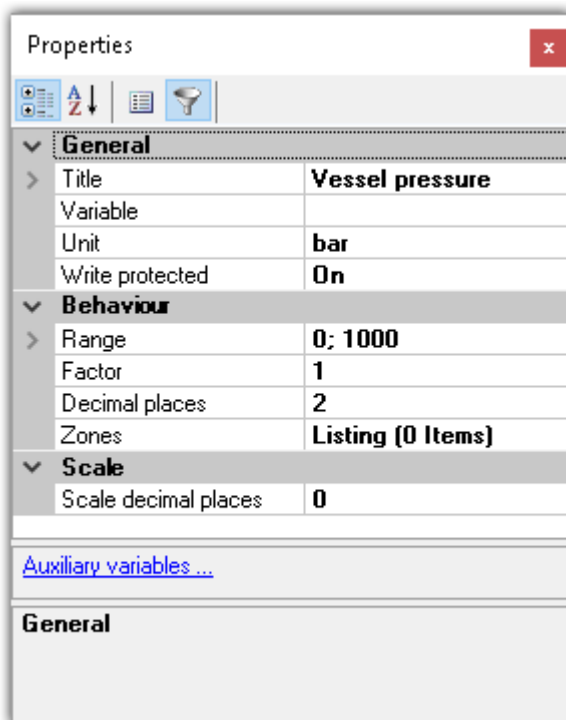 Properties
x
General
Title Vessel pressure
Variable
Unit bar
Write protected On
Behaviour
Range 0; 1000
Factor 1
Decimal places 2
Zones Listing (0 Items)
Scale
Scale decimal places 0
Auxiliary variables ...
General